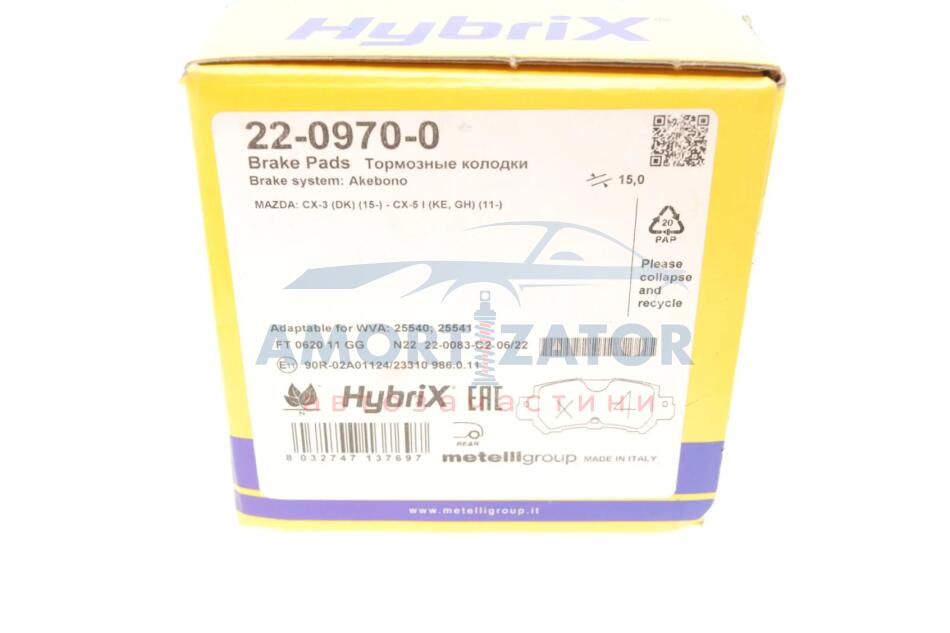 HybriX
22-0970-0
Brake Pads Тормозные колодки
Brake system: Akebono
15,0
MAZDA: CX-3 (DK) (15-) - CX-5 I (KE, GH) (11-)
20
PAP
Please
collapse
and
recycle
Adaptable for WVA: 25540; 25541
AMORTIZATOR
FT 0620 11 GG N22 22-0083-C2 06/22
E11 90R-02A01124/23310 986.0.11
HybriX EAC
автозапчастини
X 4
REAR
8 032747 137697
metelligroup MADE IN ITALY
www.metelligroup.it